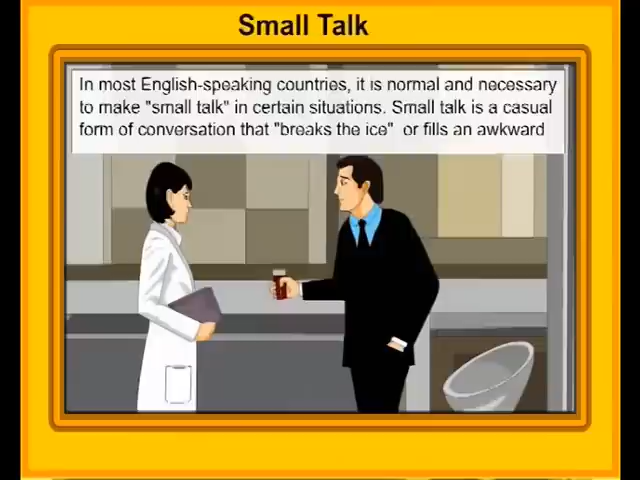 Small Talk
In most English-speaking countries, it is normal and necessary
to make "small talk" in certain situations. Small talk is a casual
form of conversation that "breaks the ice" or fills an awkward